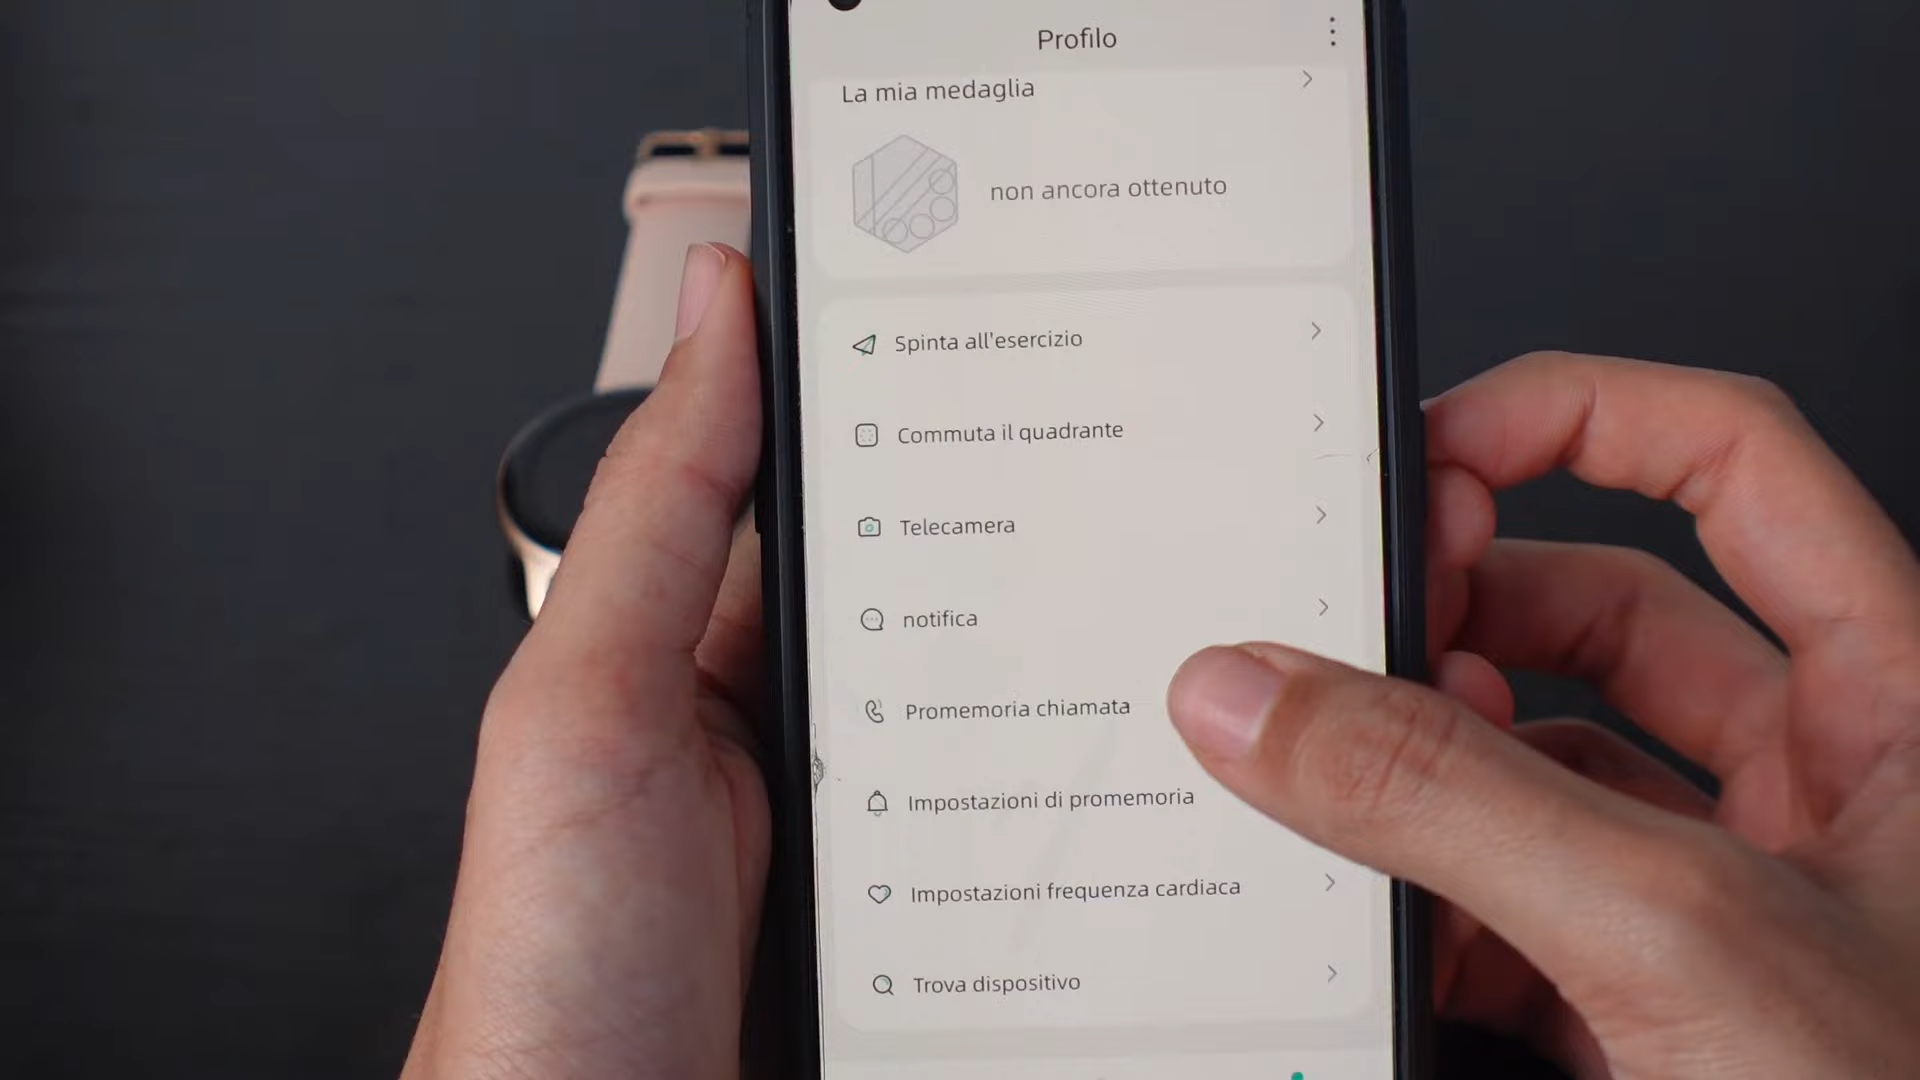 Profilo
La mia medaglia
non ancora ottenuto
Spinta all'esercizio
Commuta il quadrante
Telecamera
notifica
Promemoria chiamata
Impostazioni di promemoria
Impostazioni frequenza cardiaca
Trova dispositivo